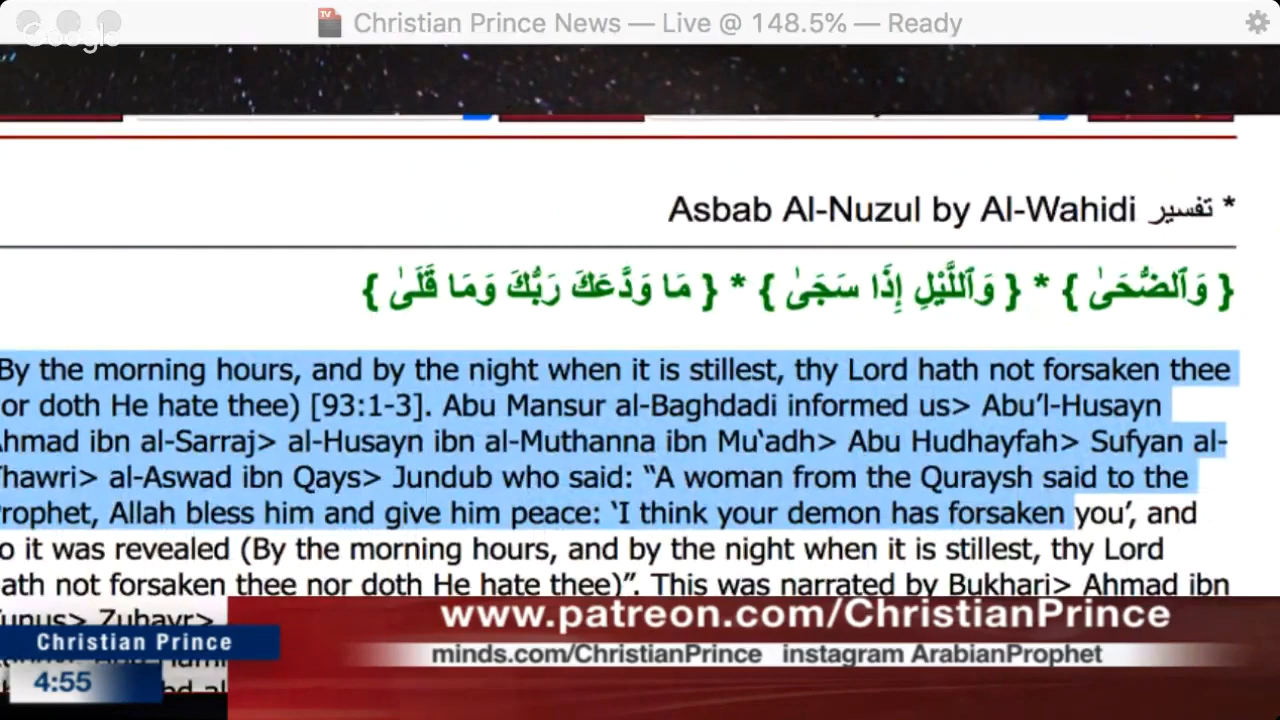 Google
Christian Prince News — Live @ 148.5% — Ready
TV
* تفسير Asbab Al-Nuzul by Al-Wahidi
{ وَٱلضُّحَىٰ } * { وَٱللَّيْلِ إِذَا سَجَىٰ } * { مَا وَدَّعَكَ رَبُّكَ وَمَا قَلَىٰ }
By the morning hours, and by the night when it is stillest, thy Lord hath not forsaken thee
or doth He hate thee) [93:1-3]. Abu Mansur al-Baghdadi informed us> Abu’l-Husayn
hmad ibn al-Sarraj> al-Husayn ibn al-Muthanna ibn Mu‘adh> Abu Hudhayfah> Sufyan al-
hawri> al-Aswad ibn Qays> Jundub who said: “A woman from the Quraysh said to the
rophet, Allah bless him and give him peace: ‘I think your demon has forsaken you’, and
o it was revealed (By the morning hours, and by the night when it is stillest, thy Lord
ath not forsaken thee nor doth He hate thee)”. This was narrated by Bukhari> Ahmad ibn
unus> Zuhayr>
www.patreon.com/ChristianPrince
Christian Prince
minds.com/ChristianPrince instagram ArabianProphet
4:55